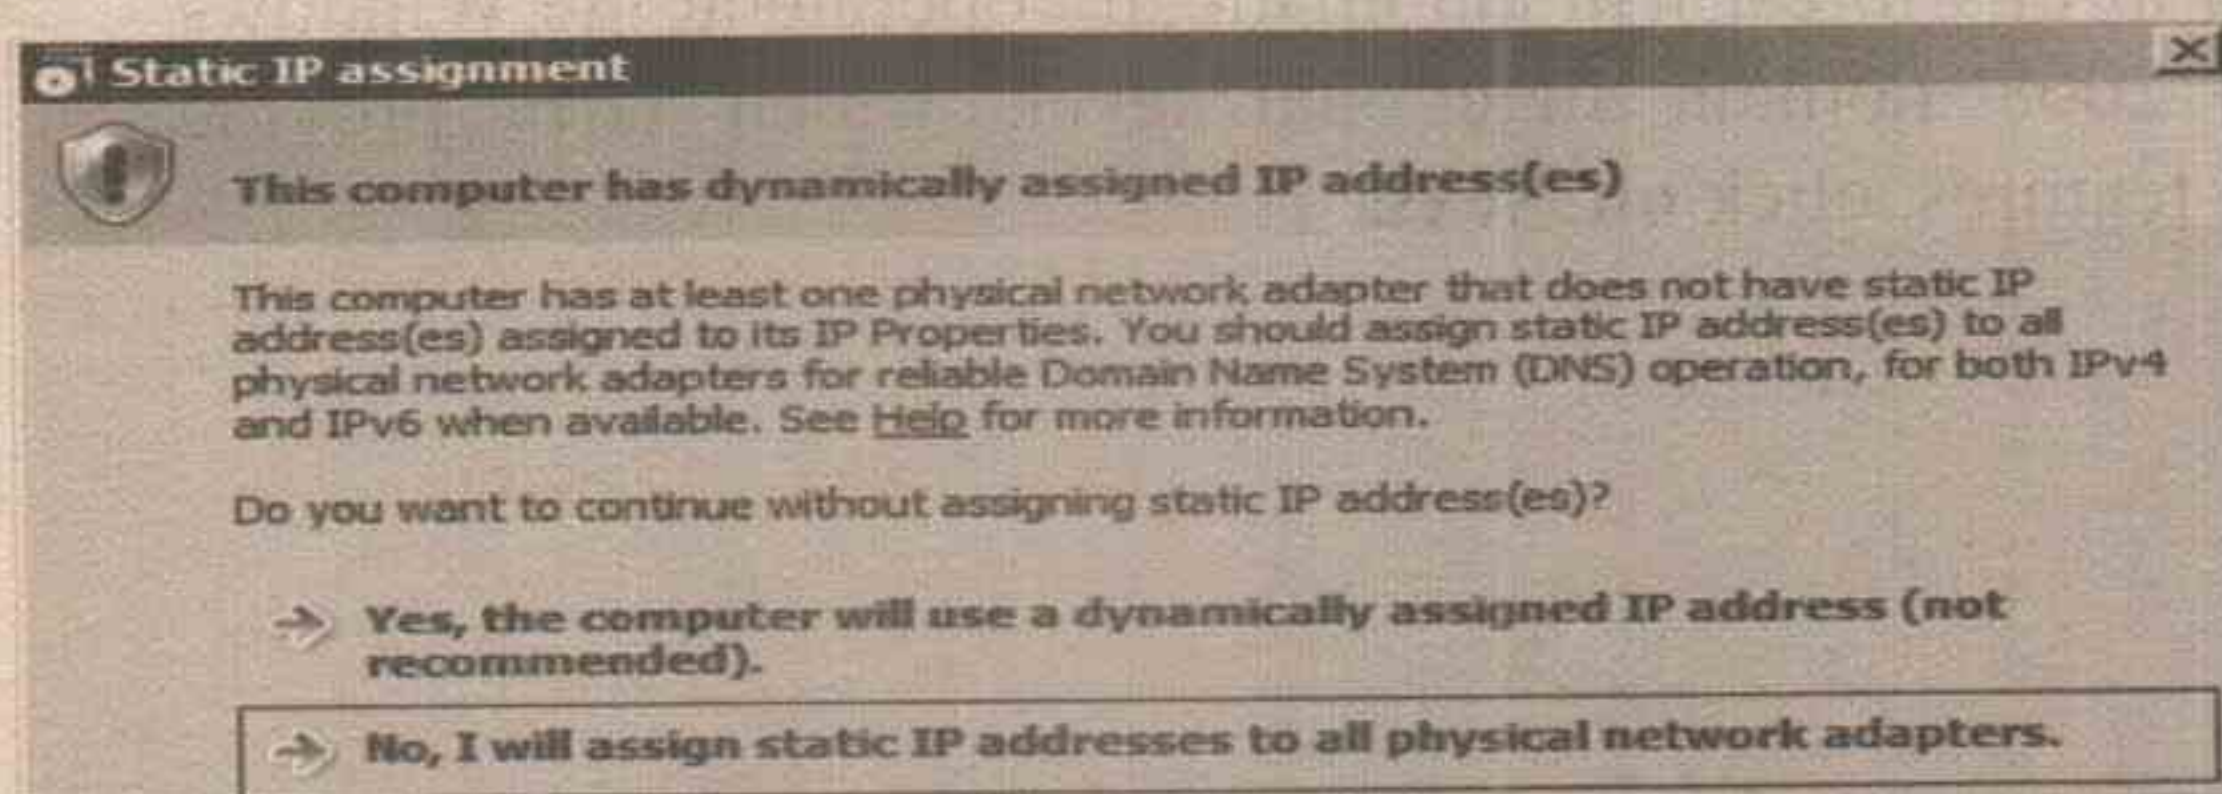 Static IP assignment
This computer has dynamically assigned IP address(es)
This computer has at least one physical network adapter that does not have static IP
address(es) assigned to its IP Properties. You should assign static IP address(es) to all
physical network adapters for reliable Domain Name System (DNS) operation, for both IPv4
and IPv6 when available. See Help for more information.
Do you want to continue without assigning static IP address(es)?
Yes, the computer will use a dynamically assigned IP address (not
recommended).
No, I will assign static IP addresses to all physical network adapters.